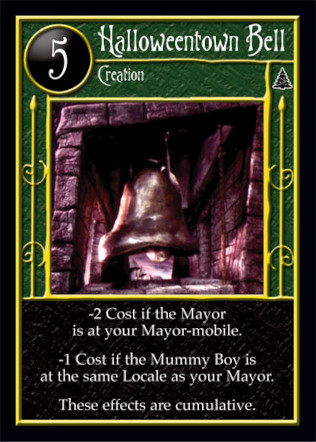 5
Halloweentown Bell
Creation
-2 Cost if the Mayor
is at your Mayor-mobile.
-1 Cost if the Mummy Boy is
at the same Locale as your Mayor.
These effects are cumulative.